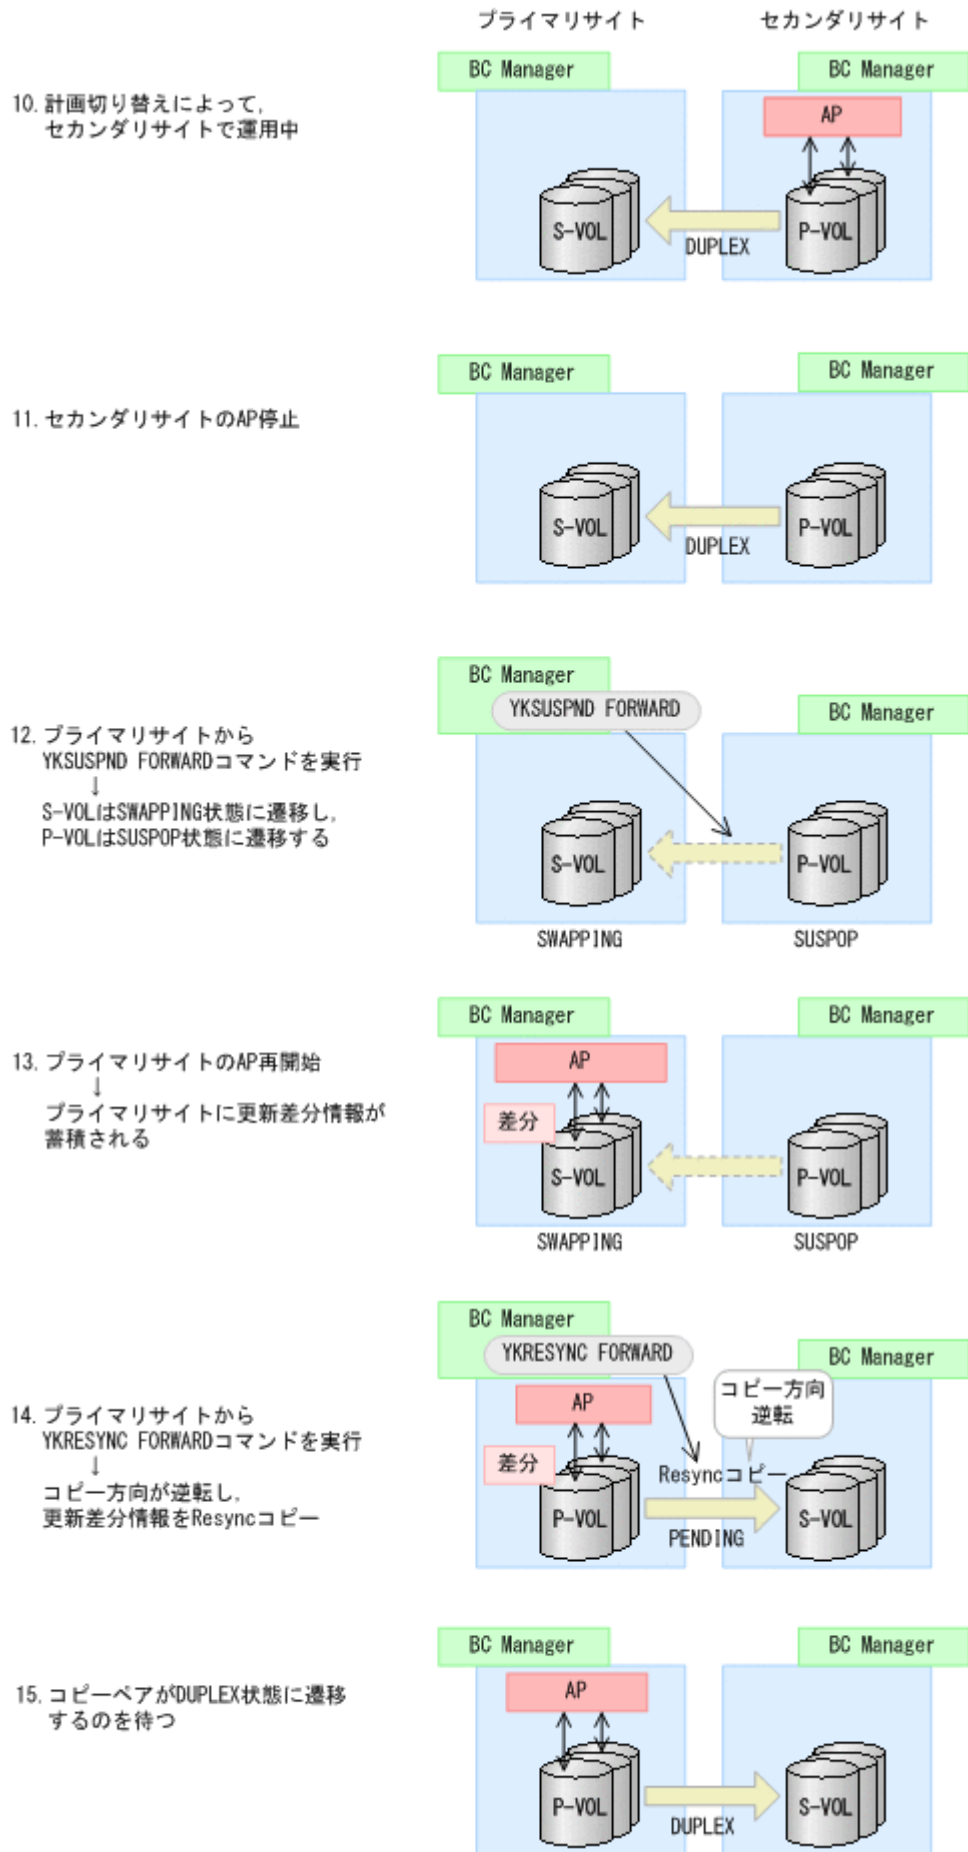 プライマリサイト
セカンダリサイト
10. 計画切り替えによって,
セカンダリサイトで運用中
BC Manager
BC Manager
AP
S-VOL
DUPLEX
P-VOL
11. セカンダリサイトのAP停止
BC Manager
BC Manager
S-VOL
DUPLEX
P-VOL
12. プライマリサイトから
YKSUSPND FORWARDコマンドを実行
↓
S-VOLはSWAPPING状態に遷移し,
P-VOLはSUSPOP状態に遷移する
BC Manager
YKSUSPND FORWARD
BC Manager
S-VOL
P-VOL
SWAPPING
SUSPOP
13. プライマリサイトのAP再開始
↓
プライマリサイトに更新差分情報が
蓄積される
BC Manager
BC Manager
AP
差分
S-VOL
P-VOL
SWAPPING
SUSPOP
14. プライマリサイトから
YKRESYNC FORWARDコマンドを実行
↓
コピー方向が逆転し,
更新差分情報をResyncコピー
BC Manager
YKRESYNC FORWARD
BC Manager
コピー方向
逆転
AP
差分
Resyncコピー
P-VOL
PENDING
S-VOL
15. コピーペアがDUPLEX状態に遷移
するのを待つ
BC Manager
BC Manager
AP
P-VOL
DUPLEX
S-VOL